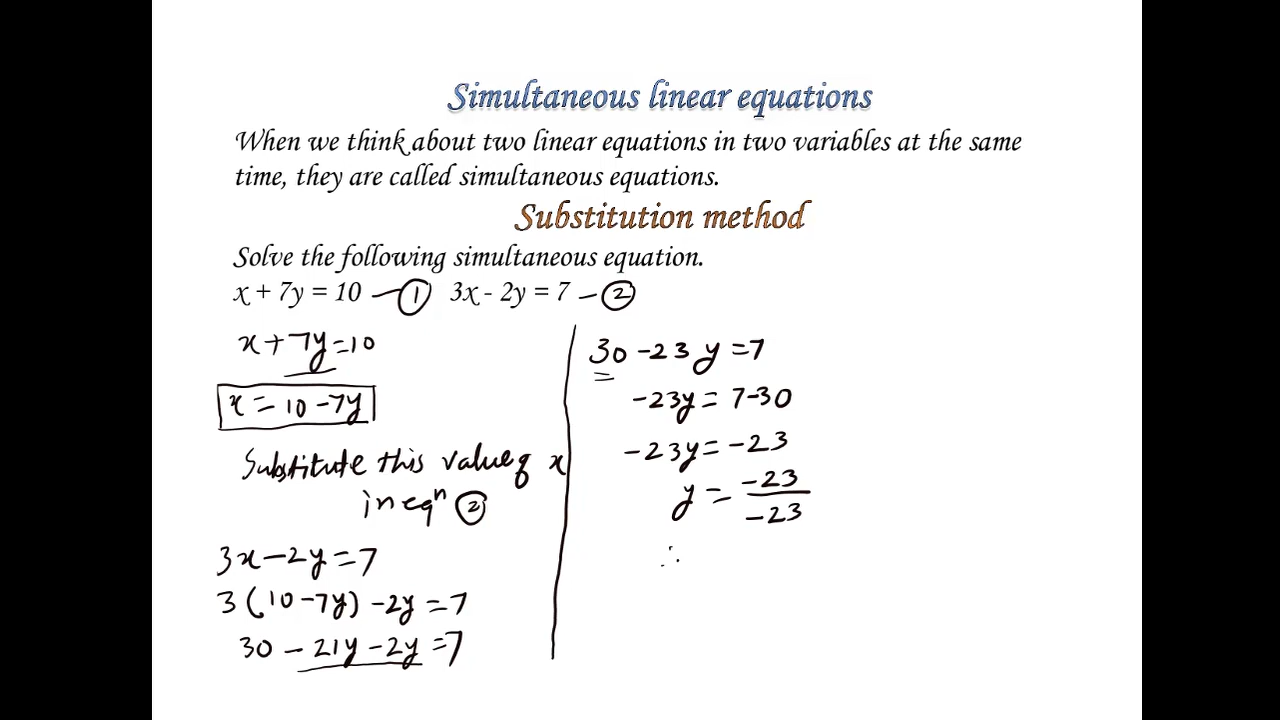 Simultaneous linear equations
When we think about two linear equations in two variables at the same
time, they are called simultaneous equations.
Substitution method
Solve the following simultaneous equation.
x + 7y = 10 — ① 3x - 2y = 7 — ②
x + 7y = 10
x = 10 - 7y
Substitute this value of x
in eqⁿ ②
3x - 2y = 7
3(10 - 7y) - 2y = 7
30 - 21y - 2y = 7
30 - 23y = 7
-23y = 7-30
-23y = -23
y = -23/-23
∴